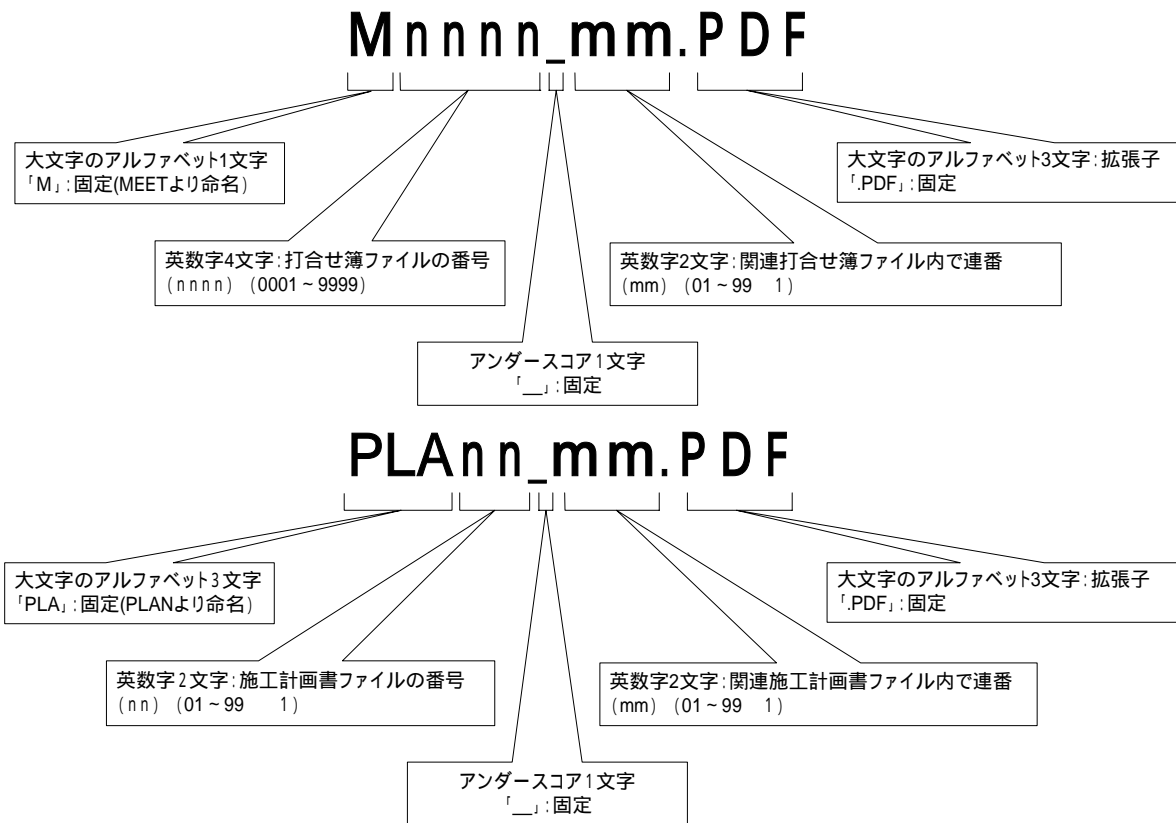 Mnnnn_mm.PDF
大文字のアルファベット1文字
「M」:固定(MEETより命名)
大文字のアルファベット3文字:拡張子
「.PDF」:固定
英数字4文字:打合せ簿ファイルの番号
(nnnn) (0001~9999)
英数字2文字:関連打合せ簿ファイル内で連番
(mm) (01~99 1)
アンダースコア1文字
「__」:固定
PLAnn_mm.PDF
大文字のアルファベット3文字
「PLA」:固定(PLANより命名)
大文字のアルファベット3文字:拡張子
「.PDF」:固定
英数字2文字:施工計画書ファイルの番号
(nn) (01~99 1)
英数字2文字:関連施工計画書ファイル内で連番
(mm) (01~99 1)
アンダースコア1文字
「__」:固定